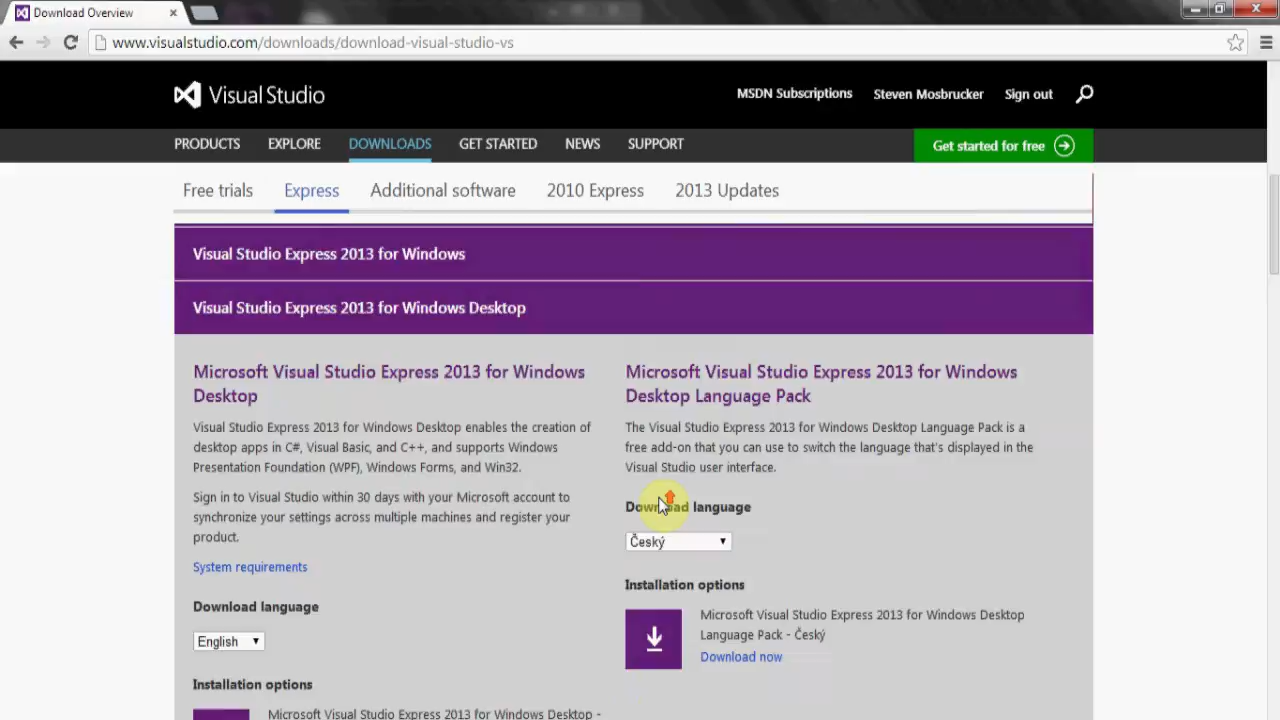 Download Overview
www.visualstudio.com/downloads/download-visual-studio-vs
Visual Studio
MSDN Subscriptions Steven Mosbrucker Sign out
PRODUCTS EXPLORE DOWNLOADS GET STARTED NEWS SUPPORT
Get started for free
Free trials Express Additional software 2010 Express 2013 Updates
Visual Studio Express 2013 for Windows
Visual Studio Express 2013 for Windows Desktop
Microsoft Visual Studio Express 2013 for Windows
Desktop
Visual Studio Express 2013 for Windows Desktop enables the creation of
desktop apps in C#, Visual Basic, and C++, and supports Windows
Presentation Foundation (WPF), Windows Forms, and Win32.
Sign in to Visual Studio within 30 days with your Microsoft account to
synchronize your settings across multiple machines and register your
product.
System requirements
Download language
English
Installation options
Microsoft Visual Studio Express 2013 for Windows Desktop -
Microsoft Visual Studio Express 2013 for Windows
Desktop Language Pack
The Visual Studio Express 2013 for Windows Desktop Language Pack is a
free add-on that you can use to switch the language that's displayed in the
Visual Studio user interface.
Download language
Český
Installation options
Microsoft Visual Studio Express 2013 for Windows Desktop
Language Pack - Český
Download now